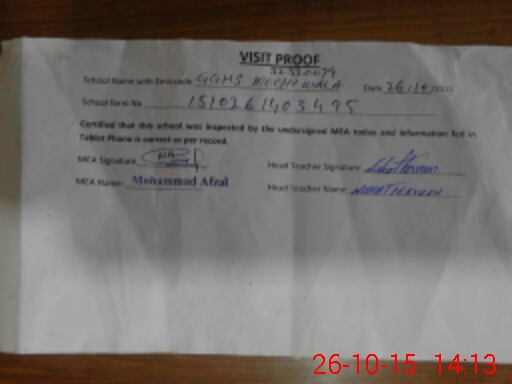 VISIT PROOF
School Name with Emiscode GGHS WALA Date 26/10/2015
School Form No 1510261403495
Certified that this school was inspected by the undersigned MEA today and information fed in
Tablet Phone is correct as per record.
MEA Signature Head Teacher Signature
MEA Name: Mohammad Afzal Head Teacher Name:
26-10-15 14:13